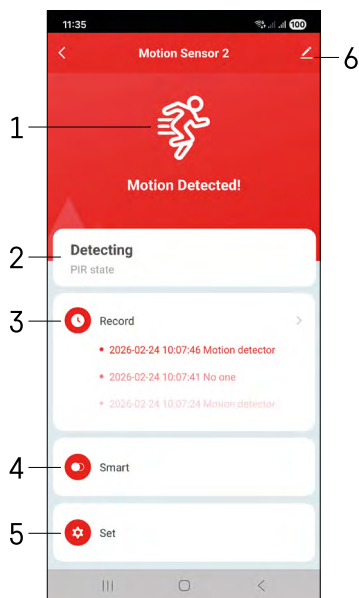 11:35
100
Motion Sensor 2
6
1
Motion Detected!
2
Detecting
PIR state
3
Record
2026-02-24 10:07:46 Motion detector
2026-02-24 10:07:41 No one
2026-02-24 10:07:24 Motion detector
4
Smart
5
Set